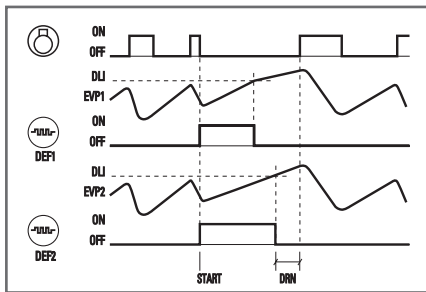 ON
OFF
DLI
EVP1
ON
OFF
DEF1
DLI
EVP2
ON
OFF
DEF2
START
DRN